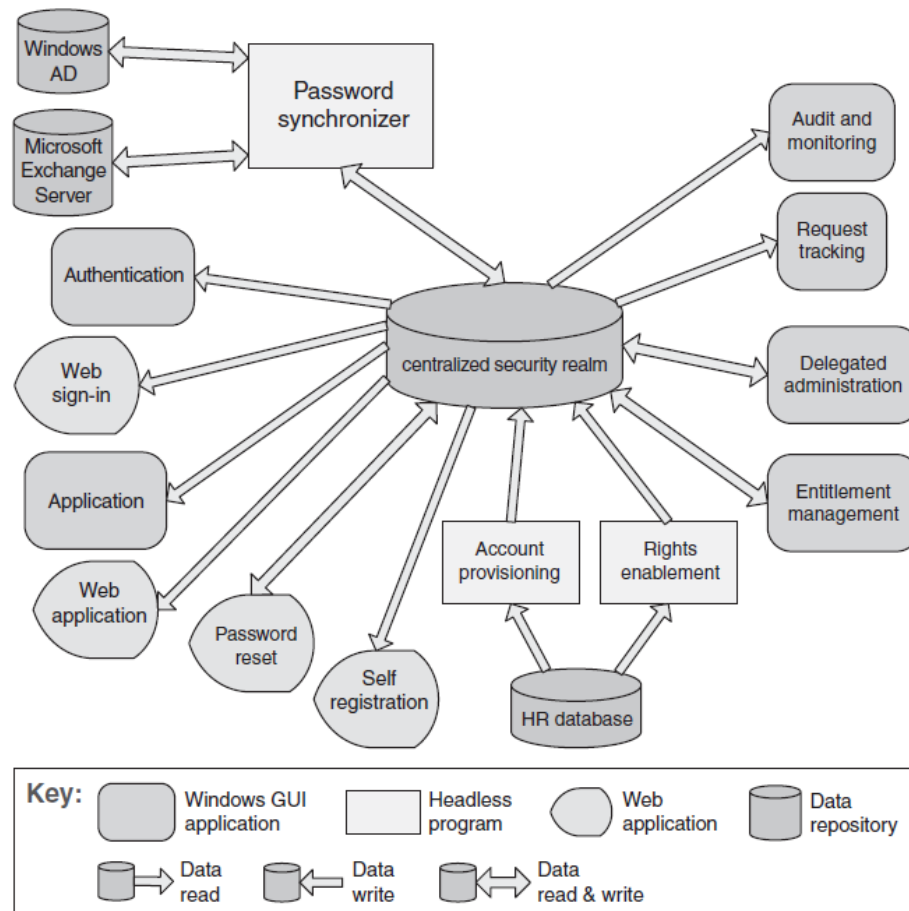 Windows
AD
Password
synchronizer
Audit and
monitoring
Microsoft
Exchange
Server
Request
tracking
Authentication
centralized security realm
Delegated
administration
Web
sign-in
Application
Entitlement
management
Account
provisioning
Rights
enablement
Web
application
Password
reset
Self
registration
HR database
Key:
Windows GUI
application
Headless
program
Web
application
Data
repository
Data
read
Data
write
Data
read & write